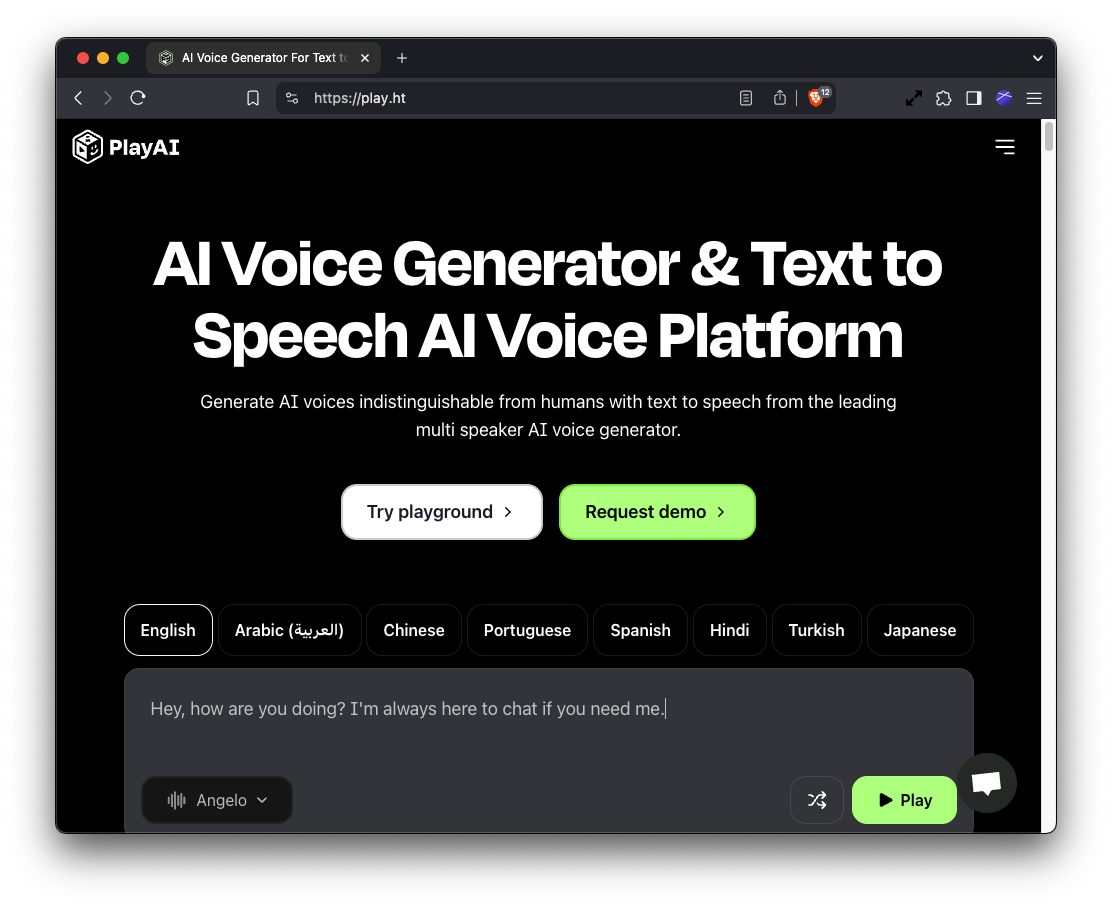 AI Voice Generator For Text to
https://play.ht
12
PlayAI
AI Voice Generator & Text to
Speech AI Voice Platform
Generate AI voices indistinguishable from humans with text to speech from the leading
multi speaker AI voice generator.
Try playground
Request demo
English
Arabic (العربية)
Chinese
Portuguese
Spanish
Hindi
Turkish
Japanese
Hey, how are you doing? I'm always here to chat if you need me.
Angelo
Play